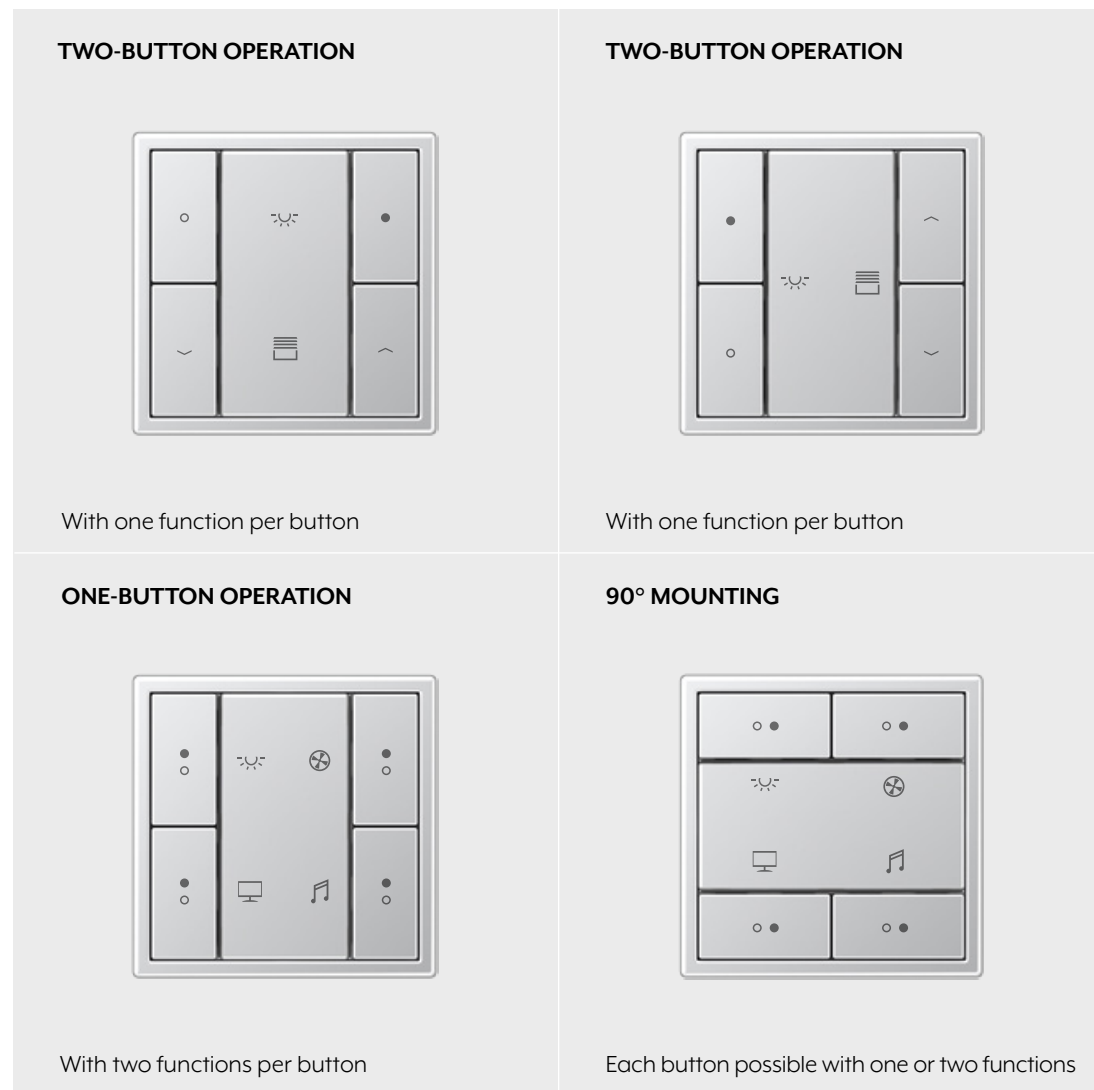 TWO-BUTTON OPERATION
With one function per button
TWO-BUTTON OPERATION
With one function per button
ONE-BUTTON OPERATION
With two functions per button
90° MOUNTING
Each button possible with one or two functions